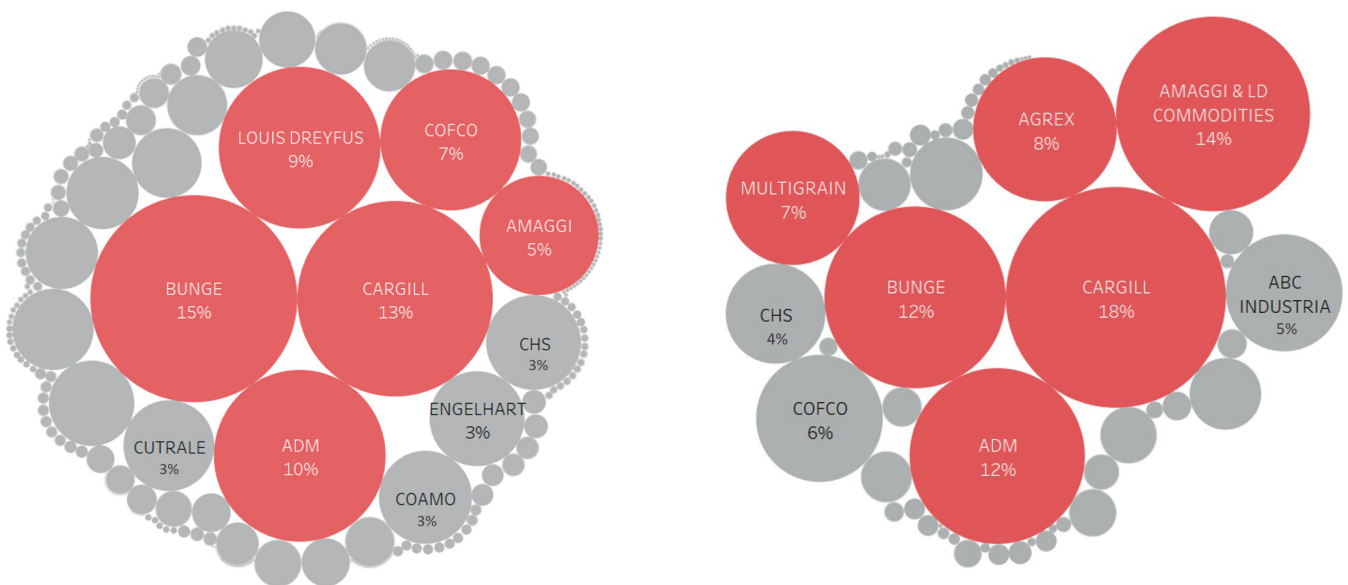 LOUIS DREYFUS
9%
COFCO
7%
AMAGGI
5%
BUNGE
15%
CARGILL
13%
CHS
3%
ENGELHART
3%
CUTRALE
3%
ADM
10%
COAMO
3%
AMAGGI & LD
COMMODITIES
14%
AGREX
8%
MULTIGRAIN
7%
BUNGE
12%
CARGILL
18%
ABC
INDUSTRIA
5%
CHS
4%
COFCO
6%
ADM
12%